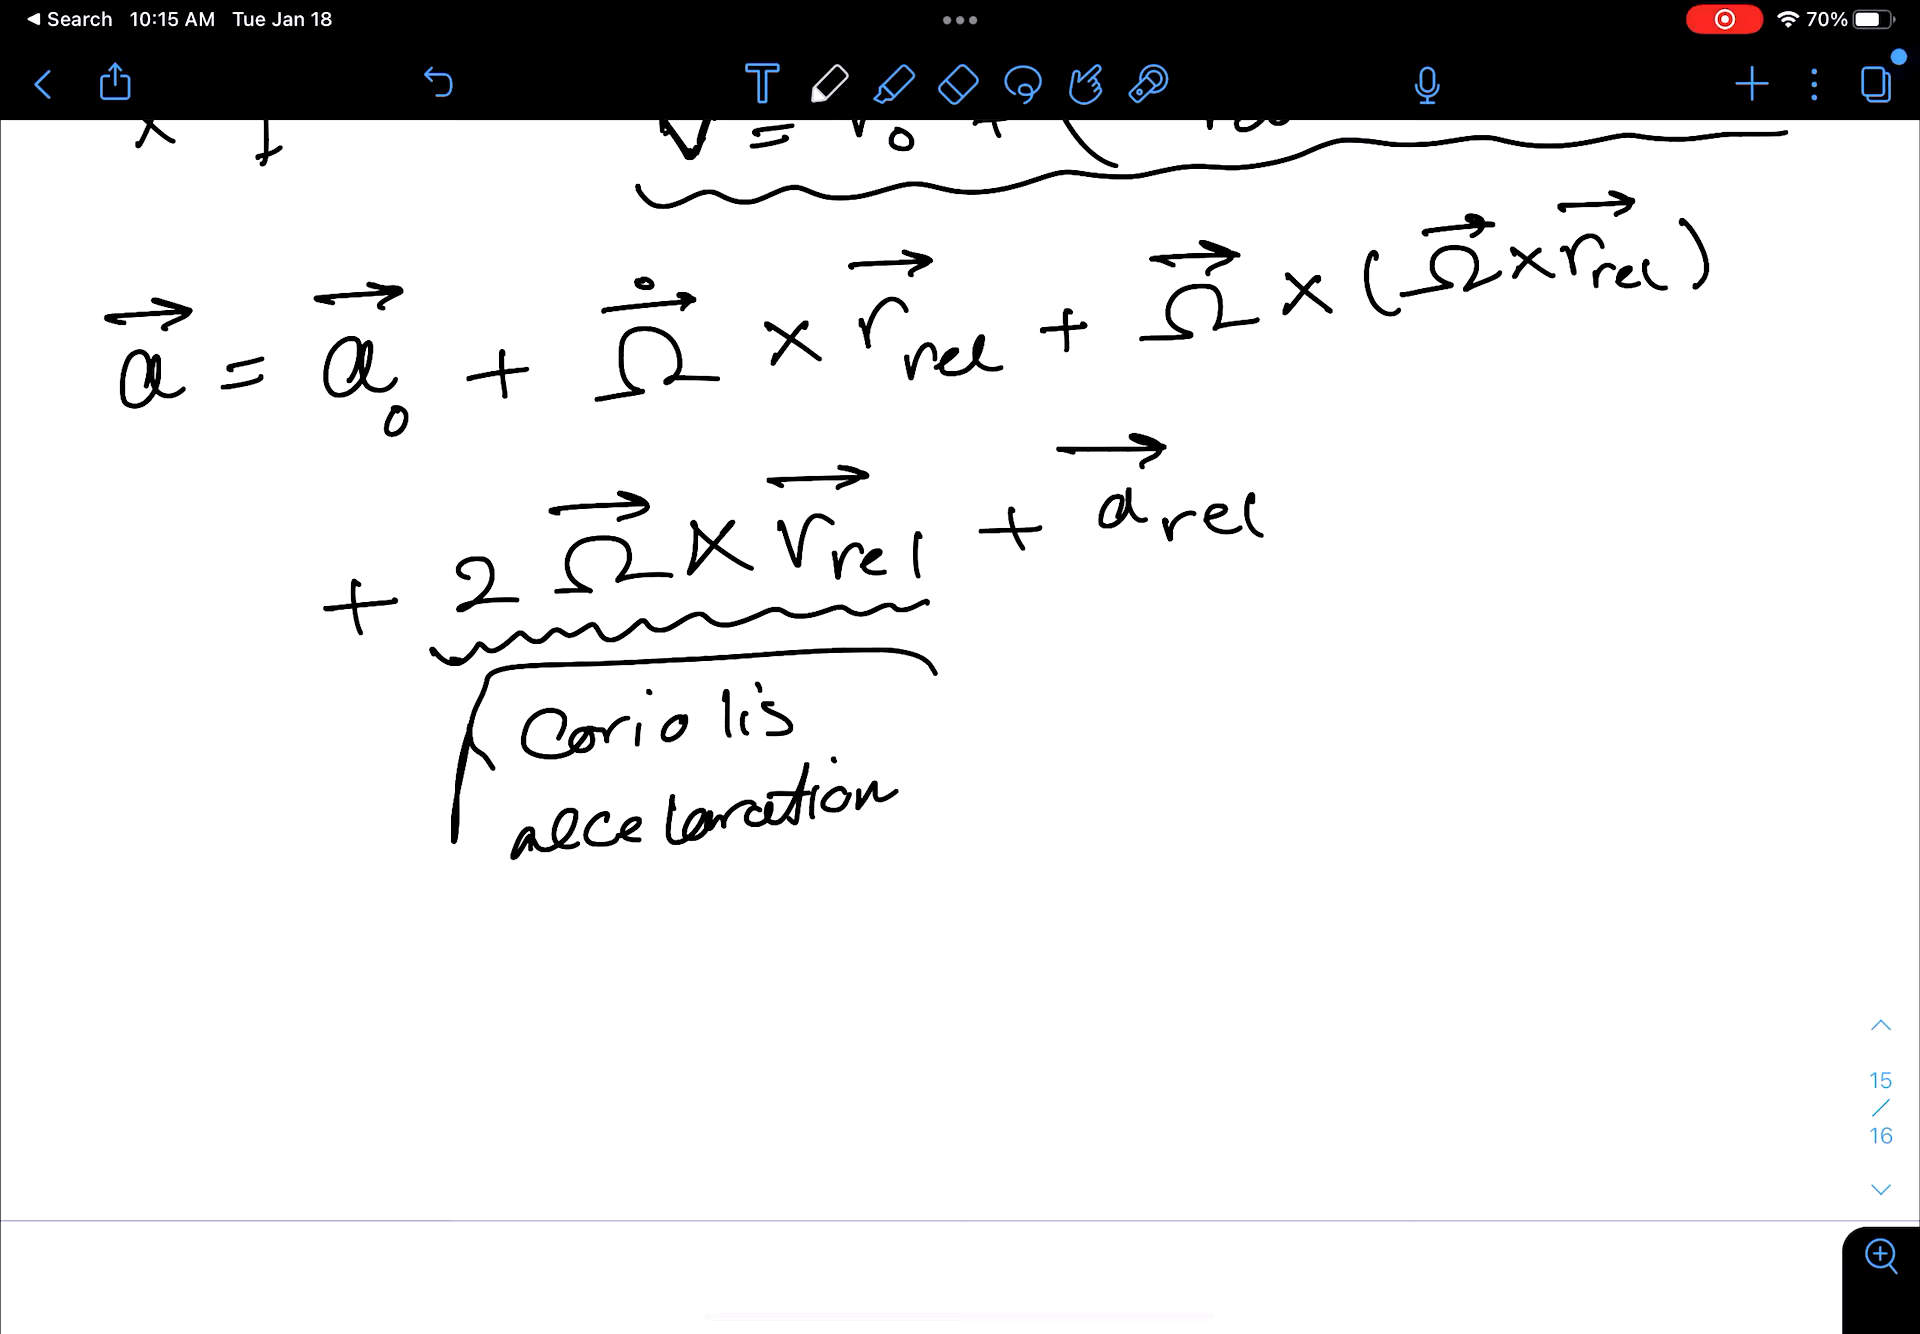 Search 10:15 AM Tue Jan 18
70%
T
a⃗ = a⃗₀ + Ω⃗̇ × r⃗rel + Ω⃗ × (Ω⃗ × r⃗rel)
+ 2 Ω⃗ × v⃗rel + a⃗rel
Coriolis
acceleration
15
/
16